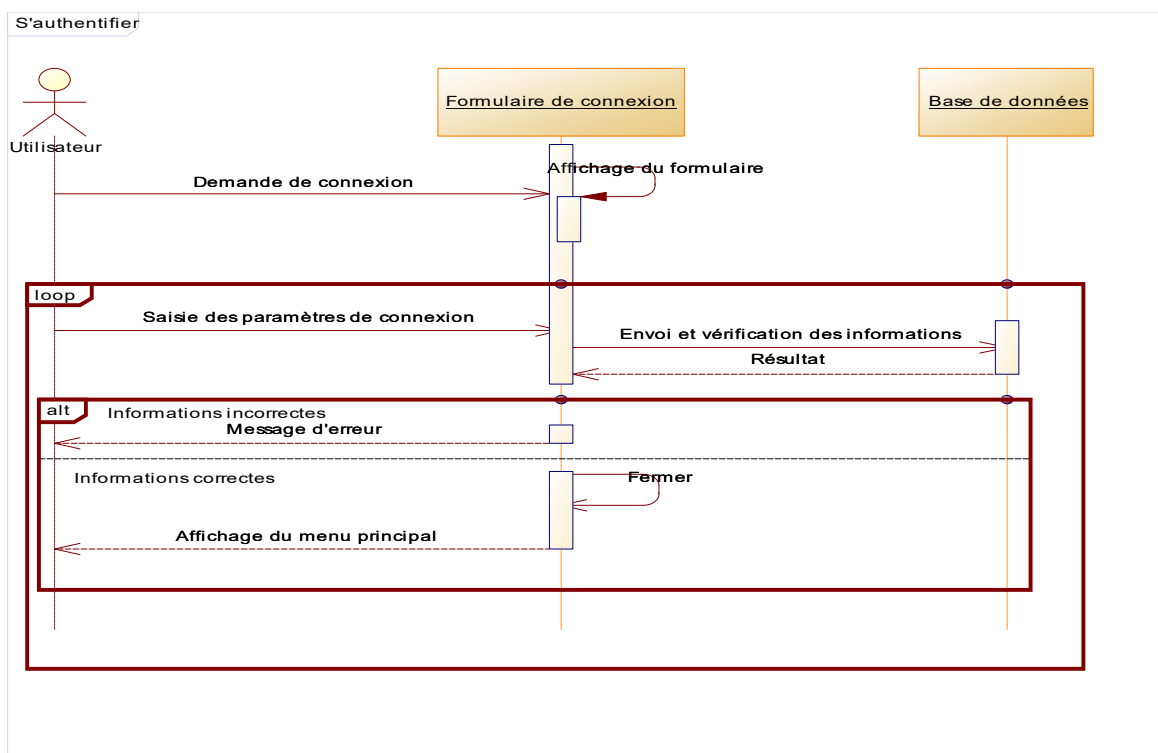 S'authentifier
Formulaire de connexion
Base de données
Utilisateur
Affichage du formulaire
Demande de connexion
loop
Saisie des paramètres de connexion
Envoi et vérification des informations
Résultat
alt
Informations incorrectes
Message d'erreur
Informations correctes
Fermer
Affichage du menu principal